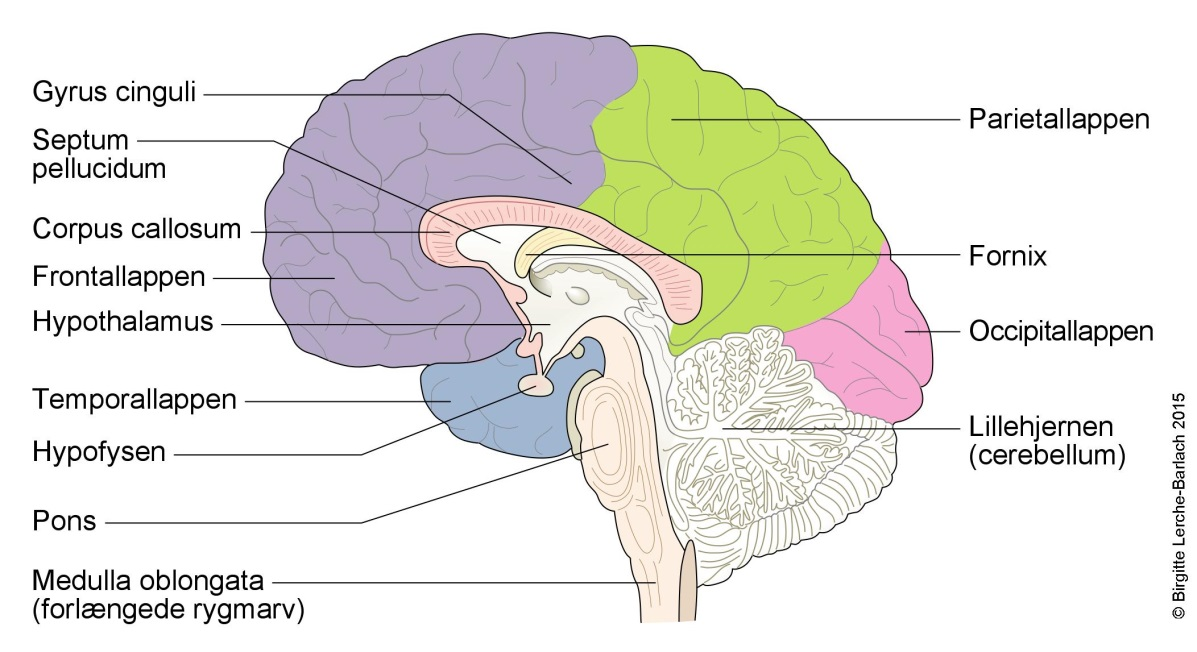 Gyrus cinguli
Septum
pellucidum
Corpus callosum
Frontallappen
Hypothalamus
Temporallappen
Hypofysen
Pons
Medulla oblongata
(forlængede rygmarv)
Parietallappen
Fornix
Occipitallappen
Lillehjernen
(cerebellum)
© Birgitte Lerche-Barlach 2015